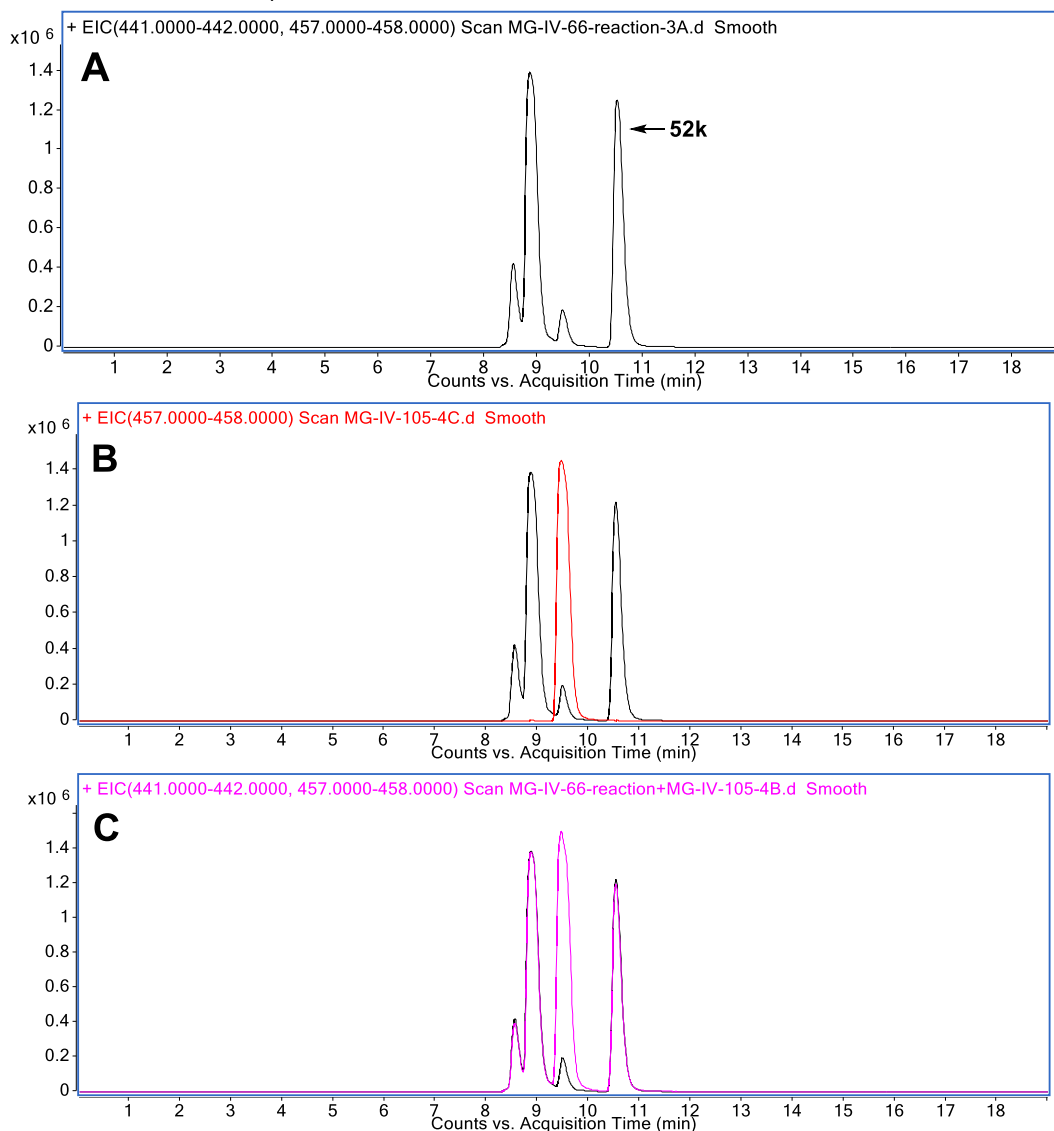 + EIC(441.0000-442.0000, 457.0000-458.0000) Scan MG-IV-66-reaction-3A.d Smooth
x10 6
A
1.4
1.2
1
0.8
0.6
0.4
0.2
0
52k
1 2 3 4 5 6 7 8 9 10 11 12 13 14 15 16 17 18
Counts vs. Acquisition Time (min)
+ EIC(457.0000-458.0000) Scan MG-IV-105-4C.d Smooth
x10 6
B
1.4
1.2
1
0.8
0.6
0.4
0.2
0
1 2 3 4 5 6 7 8 9 10 11 12 13 14 15 16 17 18
Counts vs. Acquisition Time (min)
+ EIC(441.0000-442.0000, 457.0000-458.0000) Scan MG-IV-66-reaction+MG-IV-105-4B.d Smooth
x10 6
C
1.4
1.2
1
0.8
0.6
0.4
0.2
0
1 2 3 4 5 6 7 8 9 10 11 12 13 14 15 16 17 18
Counts vs. Acquisition Time (min)